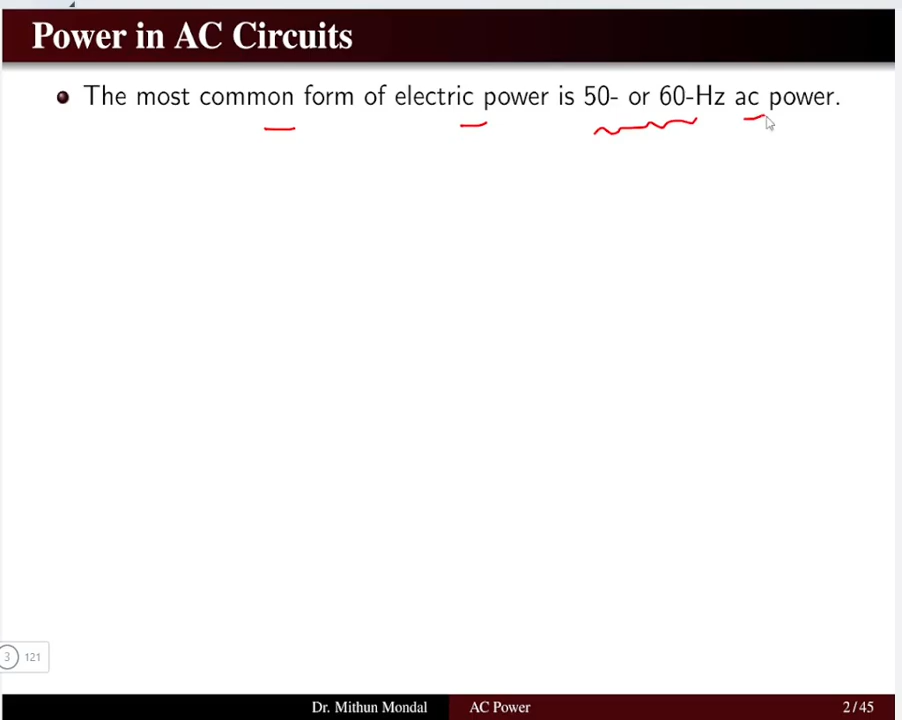 Power in AC Circuits
The most common form of electric power is 50- or 60-Hz ac power.
3 121
Dr. Mithun Mondal AC Power 2 / 45